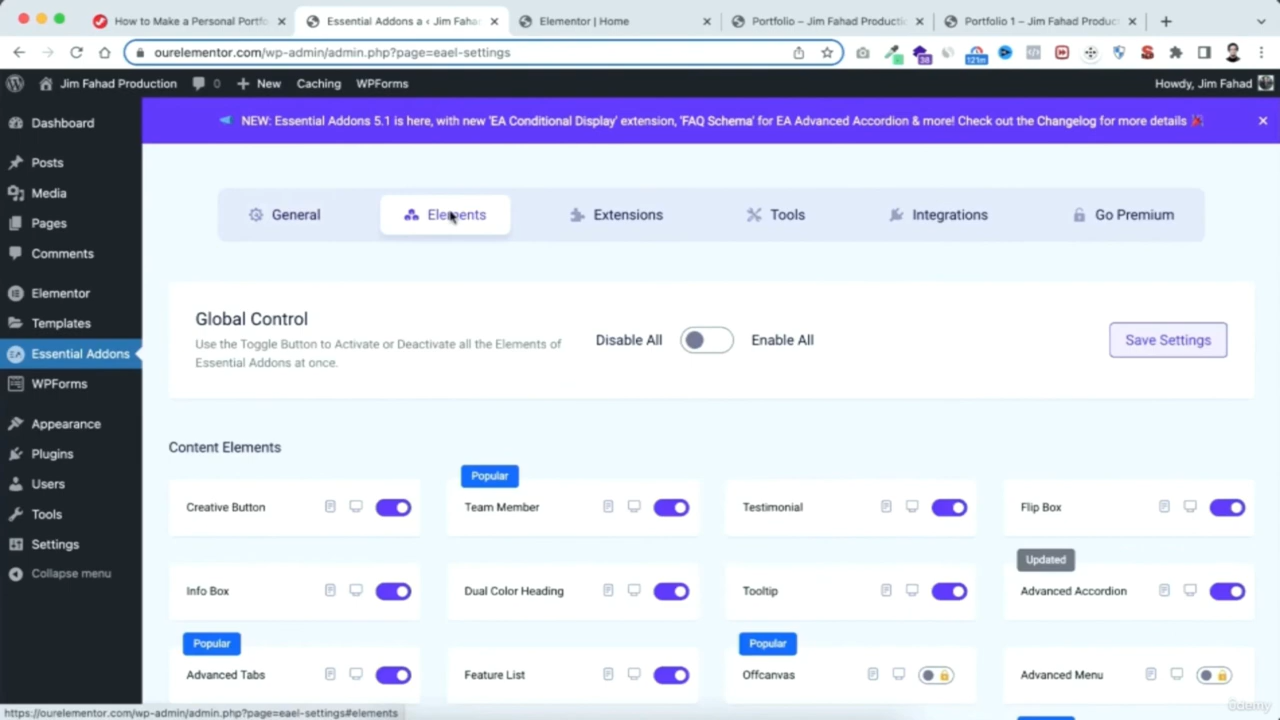 How to Make a Personal Portfo
Essential Addons a ‹ Jim Fahar
Elementor | Home
Portfolio – Jim Fahad Productic
Portfolio 1 – Jim Fahad Produc
ourelementor.com/wp-admin/admin.php?page=eael-settings
38
121m
Jim Fahad Production
0
New
Caching
WPForms
Howdy, Jim Fahad
NEW: Essential Addons 5.1 is here, with new 'EA Conditional Display' extension, 'FAQ Schema' for EA Advanced Accordion & more! Check out the Changelog for more details
Dashboard
Posts
Media
Pages
Comments
Elementor
Templates
Essential Addons
WPForms
Appearance
Plugins
Users
Tools
Settings
Collapse menu
General
Elements
Extensions
Tools
Integrations
Go Premium
Global Control
Use the Toggle Button to Activate or Deactivate all the Elements of
Essential Addons at once.
Disable All
Enable All
Save Settings
Content Elements
Creative Button
Popular
Team Member
Testimonial
Flip Box
Info Box
Dual Color Heading
Tooltip
Updated
Advanced Accordion
Popular
Advanced Tabs
Feature List
Popular
Offcanvas
Advanced Menu
https://ourelementor.com/wp-admin/admin.php?page=eael-settings#elements
ûdemy